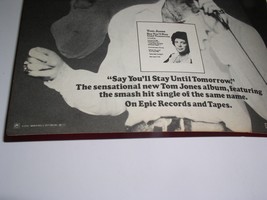 "Say You'll Stay Until Tomorrow."
The sensational new Tom Jones album, featuring
the smash hit single of the same name.
On Epic Records and Tapes.